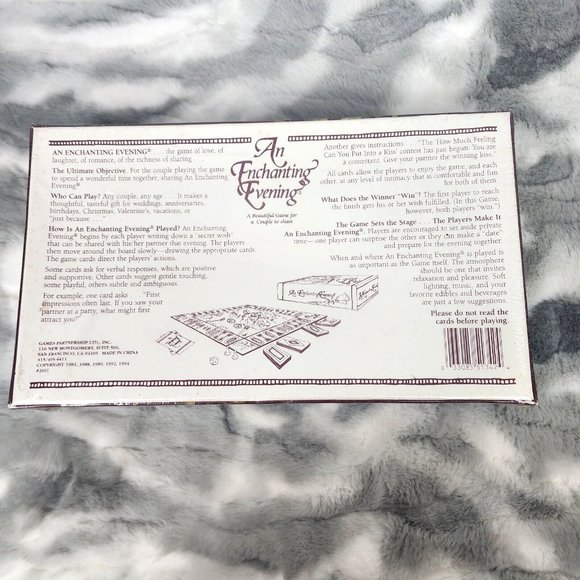 AN ENCHANTING EVENING® . . . the game of love, of
laughter, of romance, of the richness of sharing . . .
The Ultimate Objective. For the couple playing the game,
to spend a wonderful time together, sharing An Enchanting
Evening®
Who Can Play? Any couple, any age . . . It makes a
thoughtful, tasteful gift for weddings, anniversaries,
birthdays, Christmas, Valentine's, vacations, or
"just because . . ."
How Is An Enchanting Evening® Played? An Enchanting
Evening® begins by each player writing down a "secret wish"
that can be shared with his/her partner that evening. The players
then move around the board slowly—drawing the appropriate cards.
The game cards direct the players' actions.
Some cards ask for verbal responses, which are positive
and supportive. Other cards suggest gentle touching,
some playful, others subtle and ambiguous.
For example, one card asks . . . "First
impressions often last. If you saw your
partner at a party, what might first
attract you?"
GAMES PARTNERSHIP LTD., INC.
116 NEW MONTGOMERY, SUITE 500,
SAN FRANCISCO, CA 94105 MADE IN CHINA
COPYRIGHT 1981, 1988, 1989, 1992, 1994
#2001
An
Enchanting
Evening®
A Beautiful Game for
a Couple to share
An Enchanting Evening
Another gives instructions . . . "The 'How Much Feeling
Can You Put Into a Kiss' contest has just begun. You are
a contestant. Give your partner the winning kiss."
All cards allow the players to enjoy the game, and each
other, at any level of intimacy that is comfortable and fun
for both of them.
What Does the Winner "Win"? The first player to reach
the finish gets his or her wish fulfilled. (In this Game,
however, both players "win".)
The Game Sets the Stage . . . The Players Make It
An Enchanting Evening®. Players are encouraged to set aside private
time—one player can surprise the other or they can make a "date"
and prepare for the evening together.
When and where An Enchanting Evening® is played is
as important as the Game itself. The atmosphere
should be one that invites
relaxation and pleasure. Soft
lighting, music, and your
favorite edibles and beverages
are just a few suggestions.
Please do not read the
cards before playing.